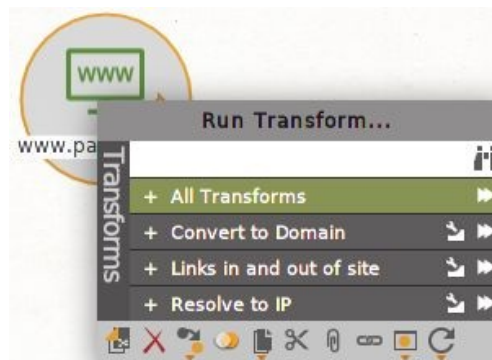 www
Run Transform...
www.pa
Transforms
+ All Transforms
+ Convert to Domain
+ Links in and out of site
+ Resolve to IP